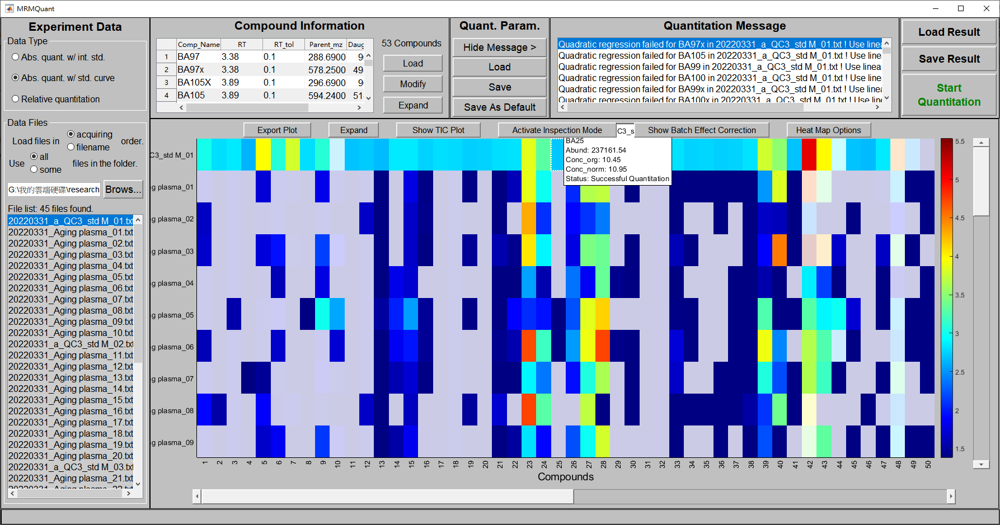 MRMQuant
Experiment Data
Data Type
Abs. quant. w/ int. std.
Abs. quant. w/ std. curve
Relative quantitation
Data Files
Load files in
acquiring
filename
order.
Use
all
some
files in the folder.
G:\我的雲端硬碟\research
Brows...
File list: 45 files found.
20220331_a_QC3_std M_01.txt
20220331_Aging plasma_01.txt
20220331_Aging plasma_02.txt
20220331_Aging plasma_03.txt
20220331_Aging plasma_04.txt
20220331_Aging plasma_05.txt
20220331_Aging plasma_06.txt
20220331_Aging plasma_07.txt
20220331_Aging plasma_08.txt
20220331_Aging plasma_09.txt
20220331_Aging plasma_10.txt
20220331_a_QC3_std M_02.txt
20220331_Aging plasma_11.txt
20220331_Aging plasma_12.txt
20220331_Aging plasma_13.txt
20220331_Aging plasma_14.txt
20220331_Aging plasma_15.txt
20220331_Aging plasma_16.txt
20220331_Aging plasma_17.txt
20220331_Aging plasma_18.txt
20220331_Aging plasma_19.txt
20220331_Aging plasma_20.txt
20220331_a_QC3_std M_03.txt
20220331_Aging plasma_21.txt
Compound Information
Comp_Name RT RT_tol Parent_mz Daug
1 BA97 3.38 0.1 288.6900 9
2 BA97x 3.38 0.1 578.2500 49
3 BA105X 3.89 0.1 296.6900 9
4 BA105 3.89 0.1 594.2400 51
53 Compounds
Load
Modify
Expand
Quant. Param.
Hide Message >
Load
Save
Save As Default
Quantitation Message
Quadratic regression failed for BA97x in 20220331_a_QC3_std M_01.txt ! Use linea
Quadratic regression failed for BA105 in 20220331_a_QC3_std M_01.txt ! Use linea
Quadratic regression failed for BA99 in 20220331_a_QC3_std M_01.txt ! Use linea
Quadratic regression failed for BA100 in 20220331_a_QC3_std M_01.txt ! Use linea
Quadratic regression failed for BA99x in 20220331_a_QC3_std M_01.txt ! Use linea
Quadratic regression failed for BA100x in 20220331_a_QC3_std M_01.txt ! Use linea
Load Result
Save Result
Start
Quantitation
Export Plot
Expand
Show TIC Plot
Activate Inspection Mode
C3_s
Show Batch Effect Correction
Heat Map Options
BA25
Abund: 237161.54
Conc_org: 10.45
Conc_norm: 10.95
Status: Successful Quantitation
C3_std M_01
g plasma_01
g plasma_02
g plasma_03
g plasma_04
g plasma_05
g plasma_06
g plasma_07
g plasma_08
g plasma_09
1 2 3 4 5 6 7 8 9 10 11 12 13 14 15 16 17 18 19 20 21 22 23 24 25 26 27 28 29 30 31 32 33 34 35 36 37 38 39 40 41 42 43 44 45 46 47 48 49 50
Compounds
5.5
5
4.5
4
3.5
3
2.5
2
1.5